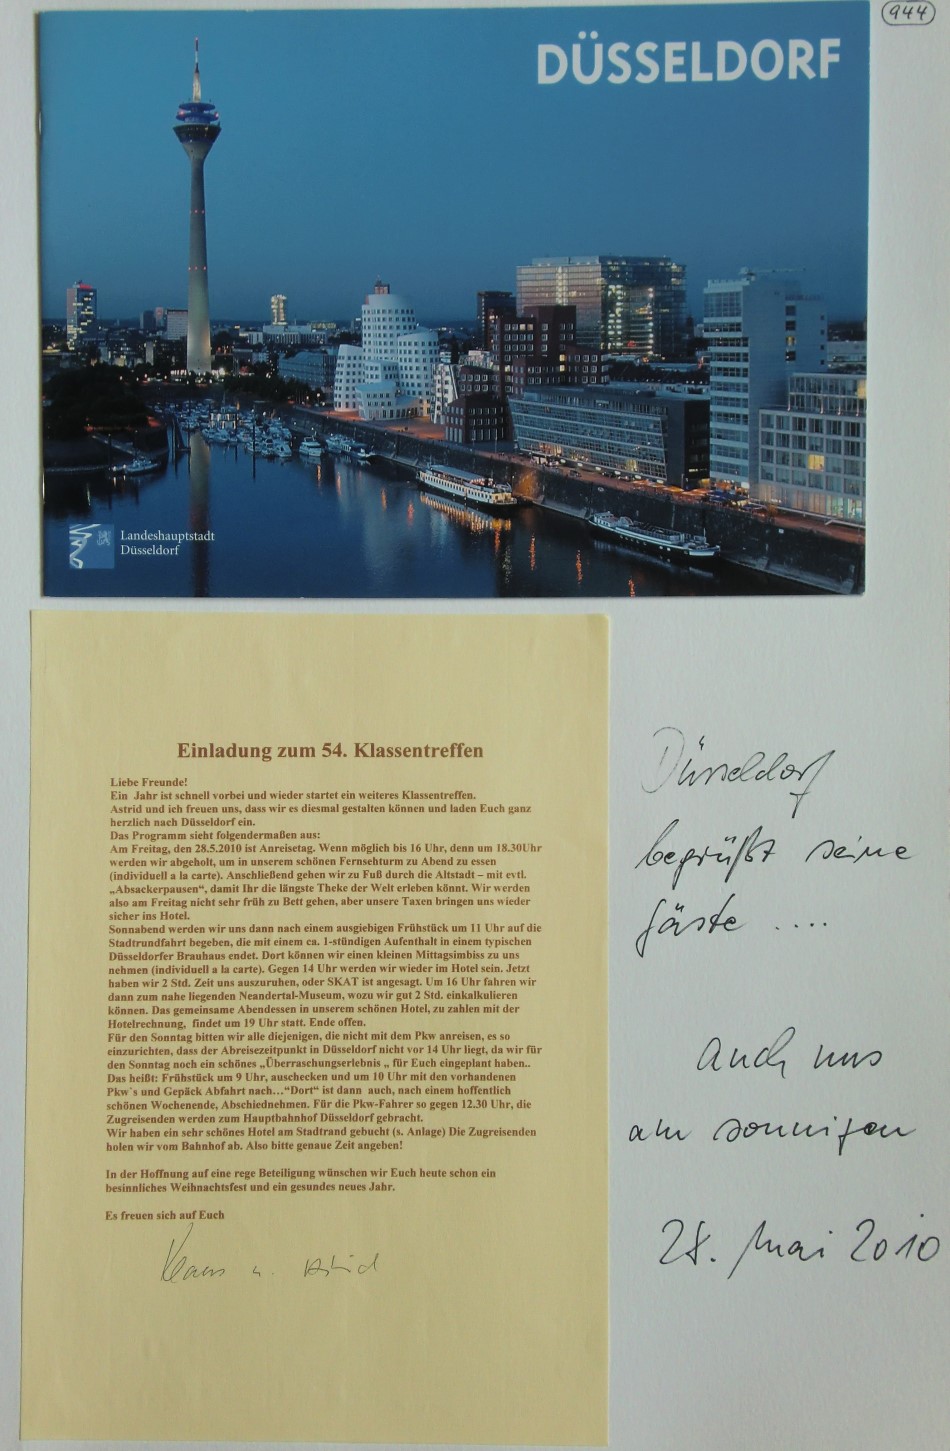 944
DÜSSELDORF
Landeshauptstadt
Düsseldorf
Einladung zum 54. Klassentreffen
Liebe Freunde!
Ein Jahr ist schnell vorbei und wieder startet ein weiteres Klassentreffen.
Astrid und ich freuen uns, dass wir es diesmal gestalten können und laden Euch ganz
herzlich nach Düsseldorf ein.
Das Programm sieht folgendermaßen aus:
Am Freitag, den 28.5.2010 ist Anreisetag. Wenn möglich bis 16 Uhr, denn um 18.30Uhr
werden wir abgeholt, um in unserem schönen Fernsehturm zu Abend zu essen
(individuell a la carte). Anschließend gehen wir zu Fuß durch die Altstadt – mit evtl.
„Absackerpausen“, damit Ihr die längste Theke der Welt erleben könnt. Wir werden
also am Freitag nicht sehr früh zu Bett gehen, aber unsere Taxen bringen uns wieder
sicher ins Hotel.
Sonnabend werden wir uns dann nach einem ausgiebigen Frühstück um 11 Uhr auf die
Stadtrundfahrt begeben, die mit einem ca. 1-stündigen Aufenthalt in einem typischen
Düsseldorfer Brauhaus endet. Dort können wir einen kleinen Mittagsimbiss zu uns
nehmen (individuell a la carte). Gegen 14 Uhr werden wir wieder im Hotel sein. Jetzt
haben wir 2 Std. Zeit uns auszuruhen, oder SKAT ist angesagt. Um 16 Uhr fahren wir
dann zum nahe liegenden Neandertal-Museum, wozu wir gut 2 Std. einkalkulieren
können. Das gemeinsame Abendessen in unserem schönen Hotel, zu zahlen mit der
Hotelrechnung, findet um 19 Uhr statt. Ende offen.
Für den Sonntag bitten wir alle diejenigen, die nicht mit dem Pkw anreisen, es so
einzurichten, dass der Abreisezeitpunkt in Düsseldorf nicht vor 14 Uhr liegt, da wir für
den Sonntag noch ein schönes „Überraschungserlebnis „ für Euch eingeplant haben..
Das heißt: Frühstück um 9 Uhr, auschecken und um 10 Uhr mit den vorhandenen
Pkw`s und Gepäck Abfahrt nach…“Dort“ ist dann auch, nach einem hoffentlich
schönen Wochenende, Abschiednehmen. Für die Pkw-Fahrer so gegen 12.30 Uhr, die
Zugreisenden werden zum Hauptbahnhof Düsseldorf gebracht.
Wir haben ein sehr schönes Hotel am Stadtrand gebucht (s. Anlage) Die Zugreisenden
holen wir vom Bahnhof ab. Also bitte genaue Zeit angeben!
In der Hoffnung auf eine rege Beteiligung wünschen wir Euch heute schon ein
besinnliches Weihnachtsfest und ein gesundes neues Jahr.
Es freuen sich auf Euch
Klaus u. Astrid
Düsseldorf
begrüßt seine
Gäste ....
Auch uns
am sonnigen
28. Mai 2010